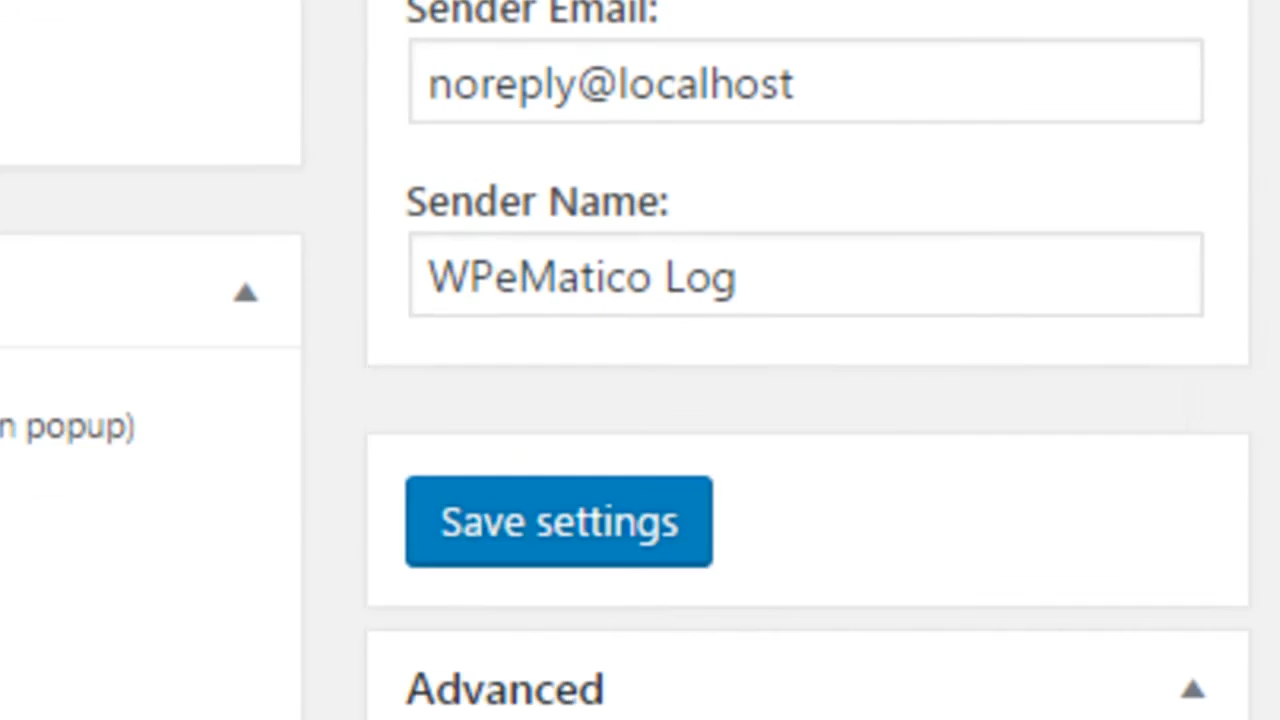 Sender Email:
noreply@localhost
Sender Name:
WPeMatico Log
n popup)
Save settings
Advanced